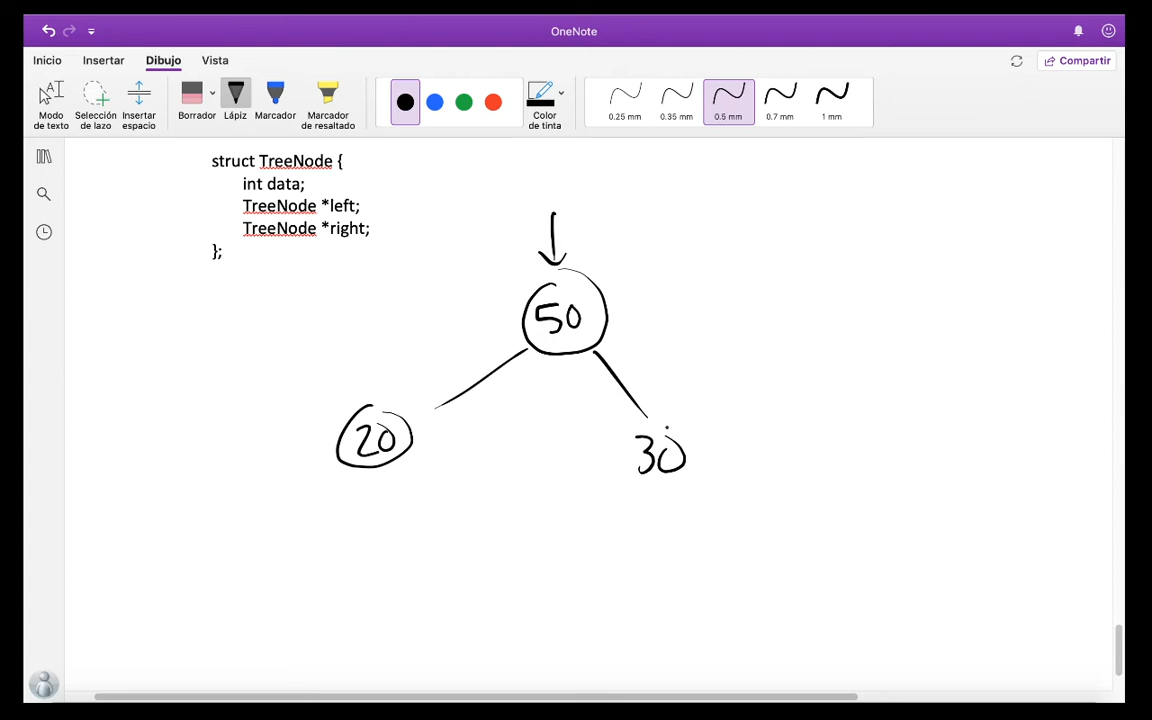 OneNote
Inicio Insertar Dibujo Vista Compartir
Modo de texto
Selección de lazo
Insertar espacio
Borrador
Lápiz
Marcador
Marcador de resaltado
Color de tinta
0.25 mm
0.35 mm
0.5 mm
0.7 mm
1 mm
struct TreeNode {
int data;
TreeNode *left;
TreeNode *right;
};
50
20
30